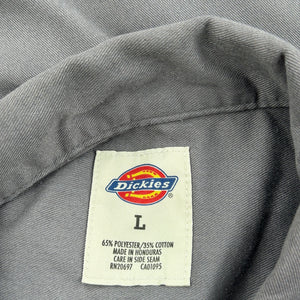 Dickies
L
65% POLYESTER/35% COTTON
MADE IN HONDURAS
CARE IN SIDE SEAM
RN20697 CA01095